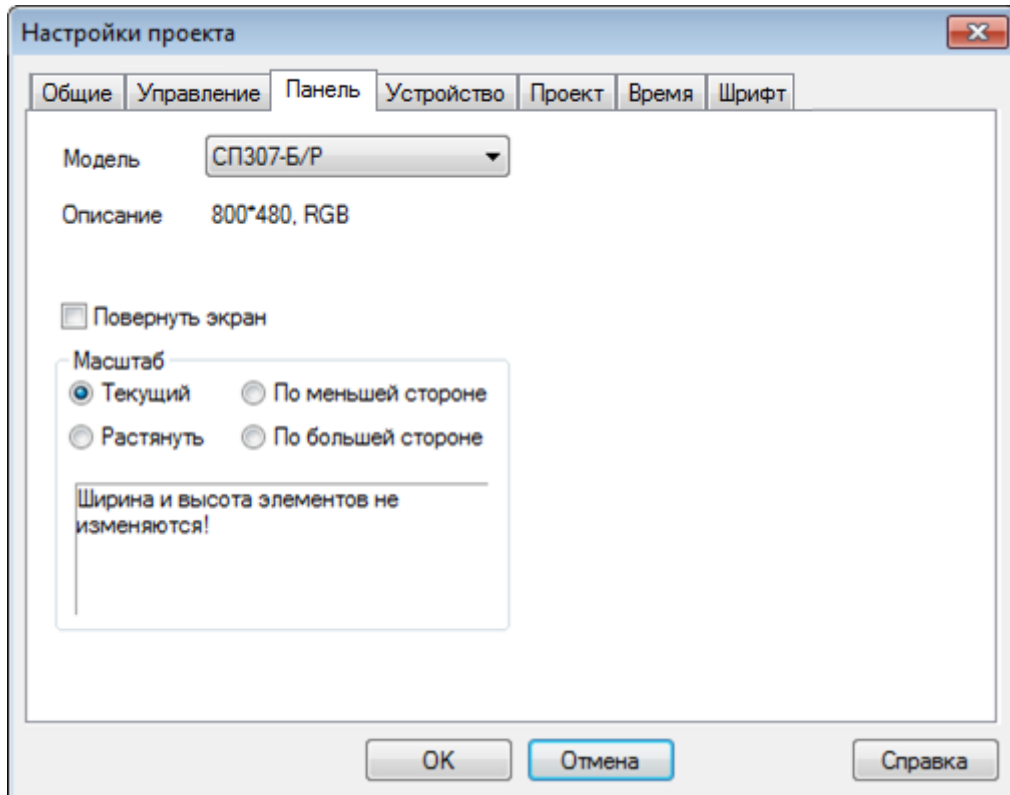 Настройки проекта
Общие Управление Панель Устройство Проект Время Шрифт
Модель СП307-Б/Р
Описание 800*480, RGB
Повернуть экран
Масштаб
Текущий По меньшей стороне
Растянуть По большей стороне
Ширина и высота элементов не
изменяются!
OK Отмена Справка